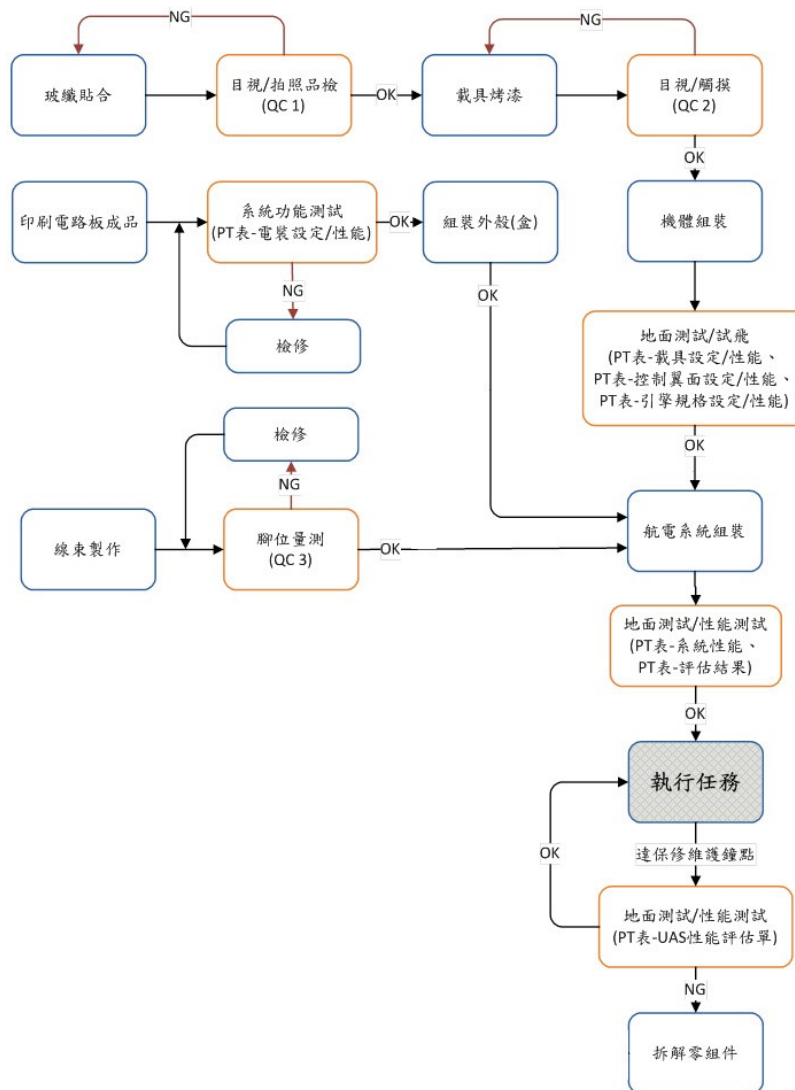 NG
NG
玻纖貼合
目視/拍照品檢
(QC 1)
OK
載具烤漆
目視/觸摸
(QC 2)
OK
印刷電路板成品
系統功能測試
(PT表-電裝設定/性能)
OK
組裝外殼(盒)
機體組裝
NG
OK
檢修
地面測試/試飛
(PT表-載具設定/性能、
PT表-控制翼面設定/性能、
PT表-引擎規格設定/性能)
檢修
OK
NG
線束製作
腳位量測
(QC 3)
OK
航電系統組裝
地面測試/性能測試
(PT表-系統性能、
PT表-評估結果)
OK
執行任務
OK
達保修維護鐘點
地面測試/性能測試
(PT表-UAS性能評估單)
NG
拆解零組件